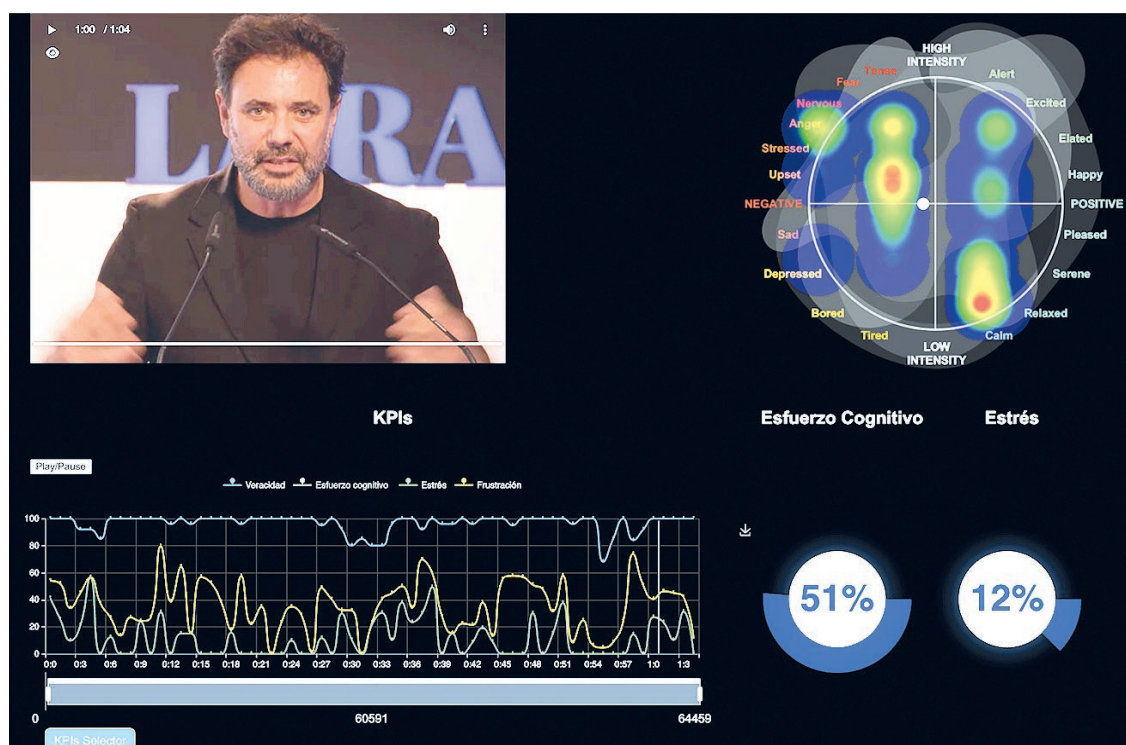 1:00 / 1:04
LA RA
HIGH
INTENSITY
Tense
Alert
Fear
Nervous
Excited
Anger
Elated
Stressed
Upset
Happy
NEGATIVE
POSITIVE
Sad
Pleased
Depressed
Serene
Bored
Relaxed
Tired
Calm
LOW
INTENSITY
KPIs
Esfuerzo Cognitivo
Estrés
Play/Pause
Veracidad Esfuerzo cognitivo Estrés Frustración
100
80
60
40
20
0
0:9 0:3 0:6 0:9 0:12 0:15 0:18 0:21 0:24 0:27 0:30 0:33 0:36 0:39 0:42 0:45 0:48 0:51 0:54 0:57 1:0 1:3
51%
12%
0 60591 64459
KPIs Selector